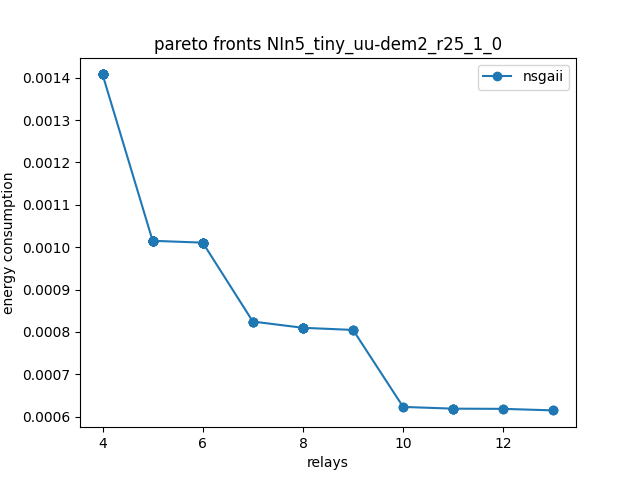 pareto fronts NIn5_tiny_uu-dem2_r25_1_0
nsgaii
0.0014
0.0013
0.0012
0.0011
0.0010
0.0009
0.0008
0.0007
0.0006
energy consumption
4 6 8 10 12
relays